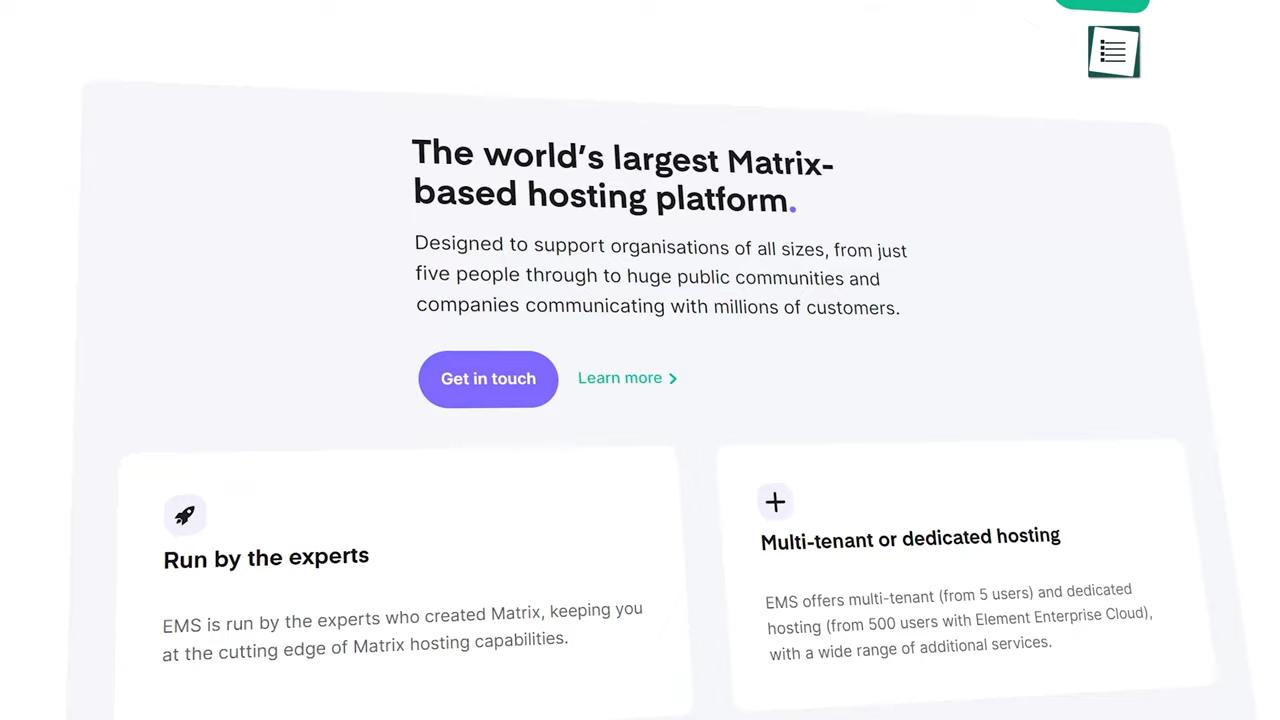 The world’s largest Matrix-
based hosting platform.
Designed to support organisations of all sizes, from just
five people through to huge public communities and
companies communicating with millions of customers.
Get in touch
Learn more
Run by the experts
EMS is run by the experts who created Matrix, keeping you
at the cutting edge of Matrix hosting capabilities.
Multi-tenant or dedicated hosting
EMS offers multi-tenant (from 5 users) and dedicated
hosting (from 500 users with Element Enterprise Cloud),
with a wide range of additional services.